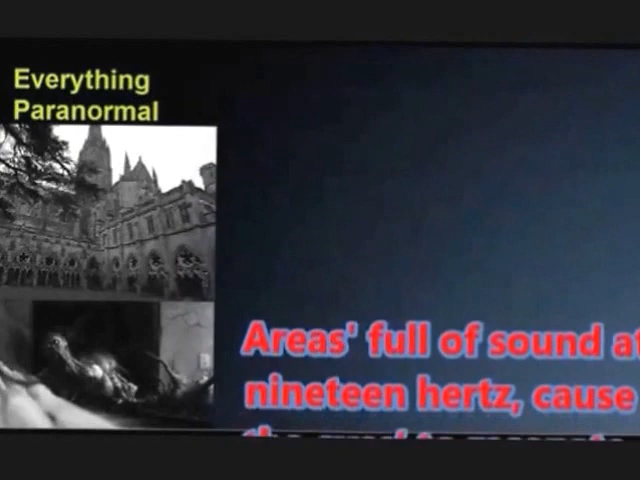 Everything
Paranormal
Areas' full of sound at
nineteen hertz, cause